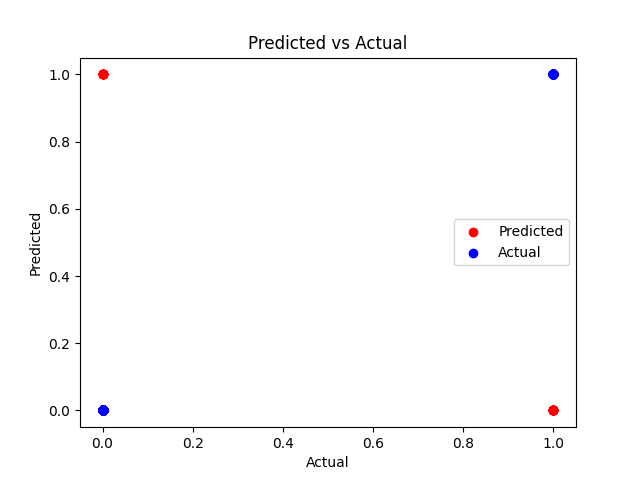 Predicted vs Actual
1.0
0.8
0.6
0.4
0.2
0.0
Predicted
Predicted
Actual
0.0 0.2 0.4 0.6 0.8 1.0
Actual